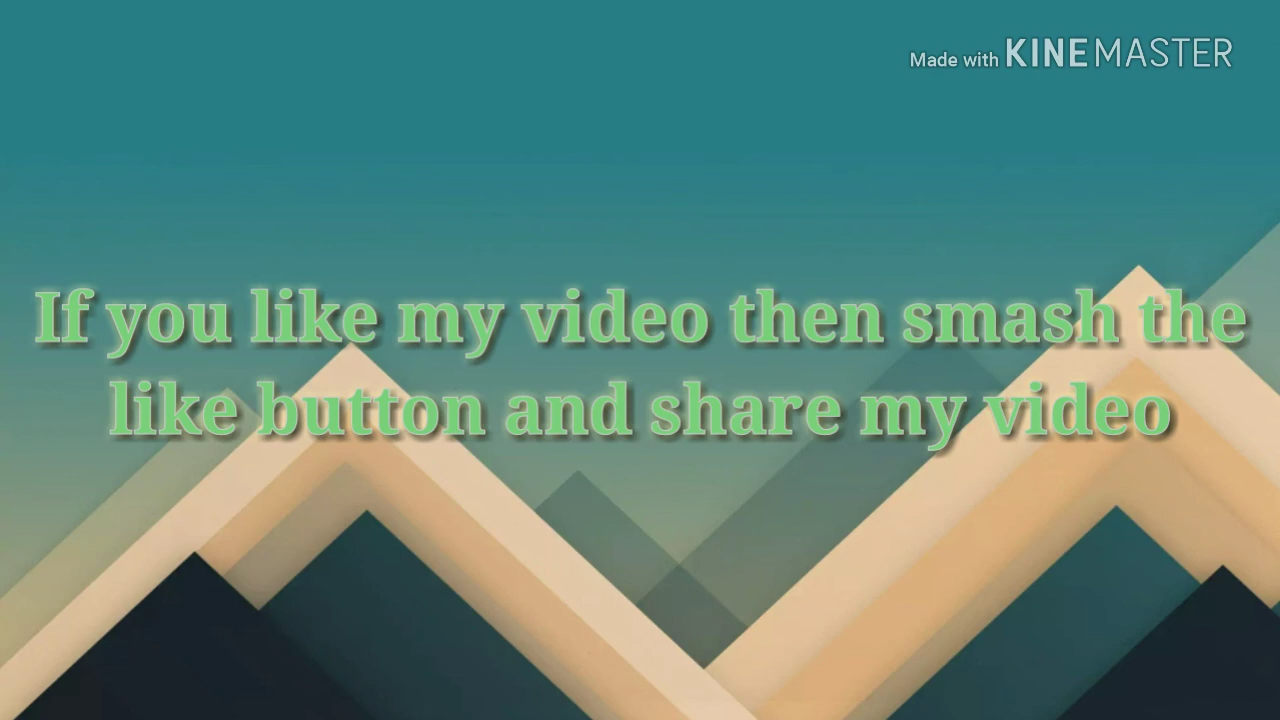 Made with KINEMASTER
If you like my video then smash the
like button and share my video